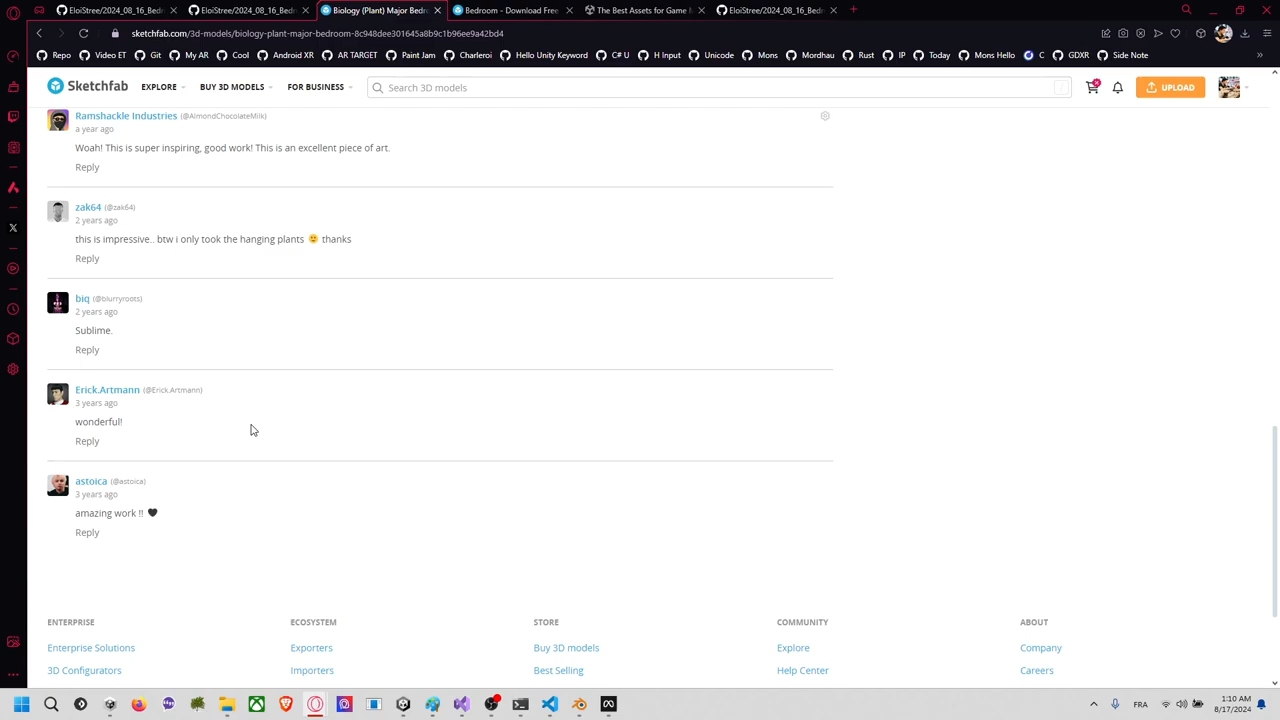 EloiStree/2024_08_16_Bed
EloiStree/2024_08_16_AR
Biology (Plant) Major Bedr
Bedroom - Download Free
The Best Assets for Game M
EloiStree/2024_08_16_Bed
sketchfab.com/3d-models/biology-plant-major-bedroom-8c948dee301645a8b9c1b96ee9a42bd4
Repo
Video ET
Git
My AR
Cool
Android XR
AR TARGET
Paint Jam
Charleroi
Hello Unity Keyword
C# U
H Input
Unicode
Mons
Mordhau
Rust
IP
Today
Mons Hello
C
GDXR
Side Note
»
Sketchfab
EXPLORE
BUY 3D MODELS
FOR BUSINESS
Search 3D models
/
UPLOAD
Ramshackle Industries (@AlmondChocolateMilk)
a year ago
Woah! This is super inspiring, good work! This is an excellent piece of art.
Reply
zak64 (@zak64)
2 years ago
this is impressive.. btw i only took the hanging plants 🙂 thanks
Reply
biq (@blurryroots)
2 years ago
Sublime.
Reply
Erick.Artmann (@Erick.Artmann)
3 years ago
wonderful!
Reply
astoica (@astoica)
3 years ago
amazing work !! 🖤
Reply
ENTERPRISE
ECOSYSTEM
STORE
COMMUNITY
ABOUT
Enterprise Solutions
Exporters
Buy 3D models
Explore
Company
3D Configurators
Importers
Best Selling
Help Center
Careers
FR
1:10 AM
8/17/2024